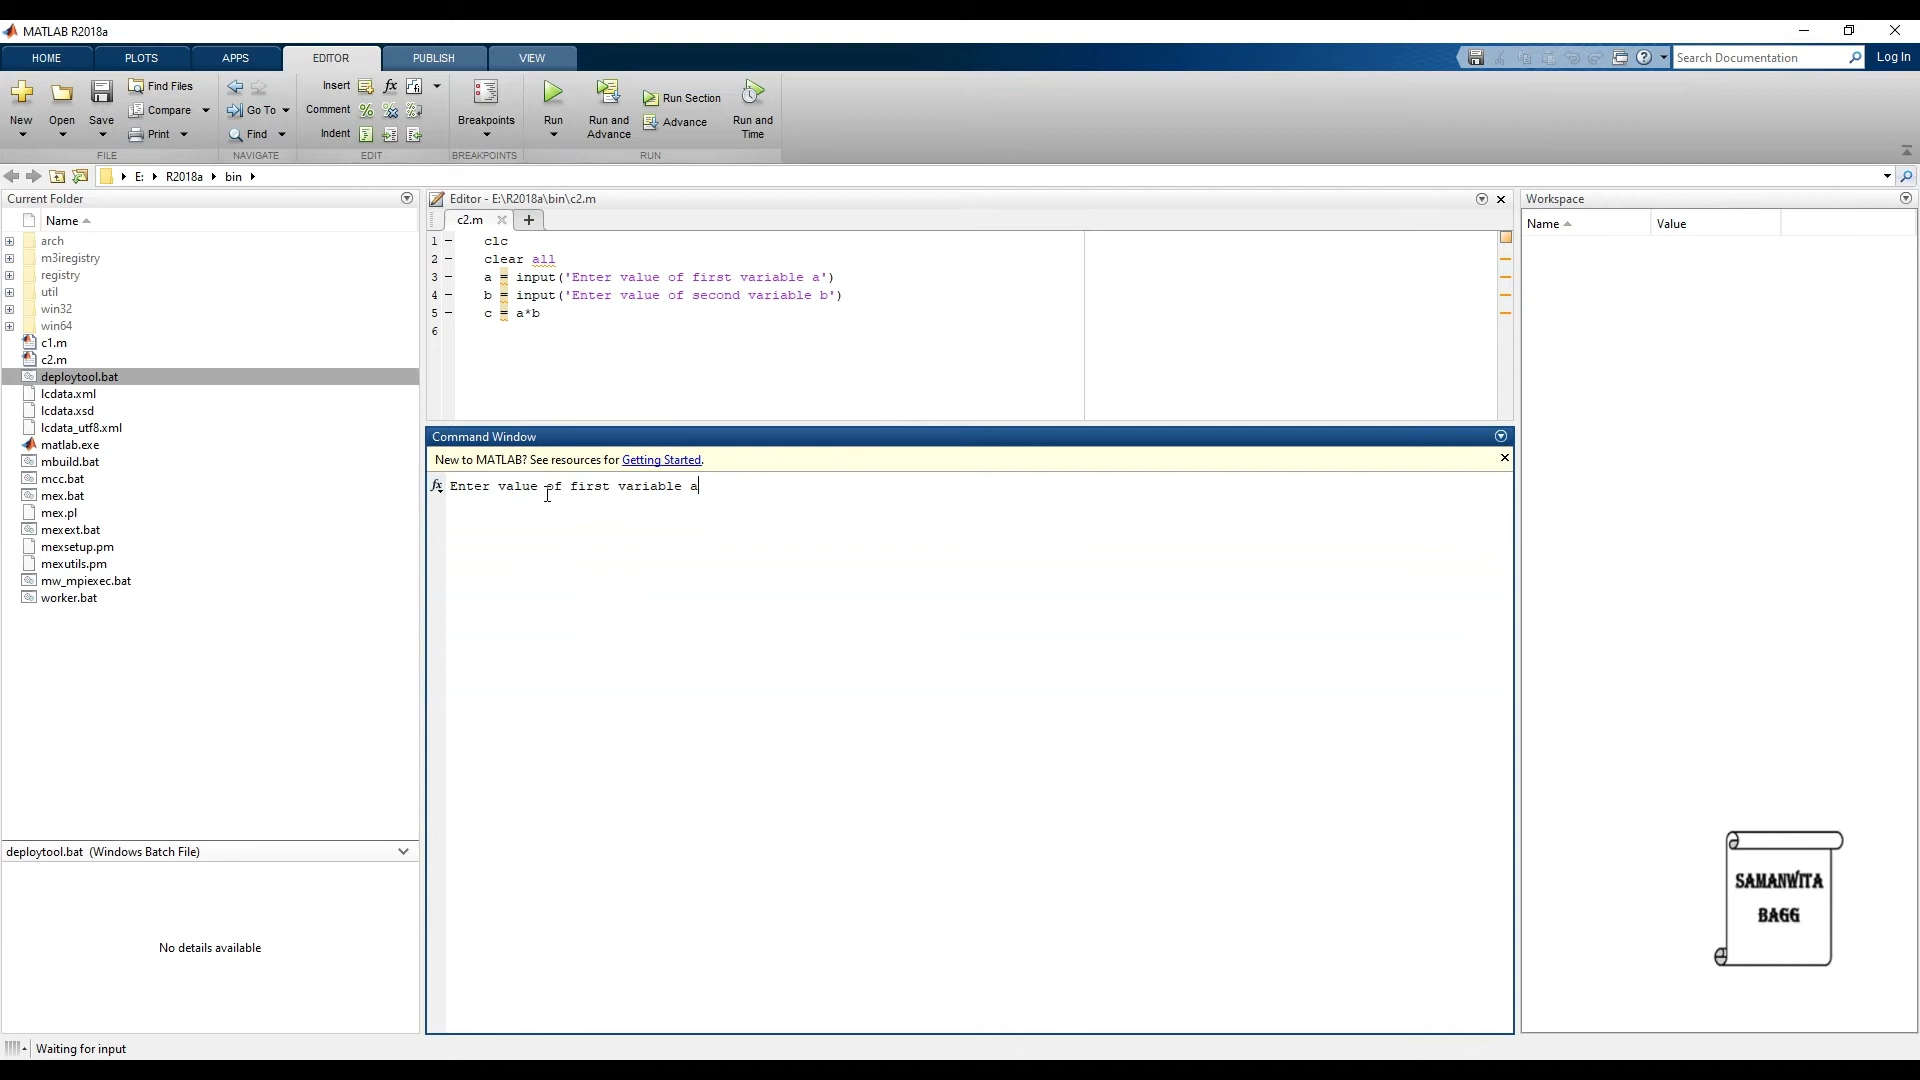 MATLAB R2018a
HOME PLOTS APPS EDITOR PUBLISH VIEW
Search Documentation
Log In
New
Open
Save
Find Files
Compare
Print
FILE
Go To
Find
NAVIGATE
Insert
Comment
Indent
EDIT
fx
Breakpoints
BREAKPOINTS
Run
Run and
Advance
Run Section
Advance
Run and
Time
RUN
E: R2018a bin
Current Folder
Name
arch
m3iregistry
registry
util
win32
win64
c1.m
c2.m
deploytool.bat
lcdata.xml
lcdata.xsd
lcdata_utf8.xml
matlab.exe
mbuild.bat
mcc.bat
mex.bat
mex.pl
mexext.bat
mexsetup.pm
mexutils.pm
mw_mpiexec.bat
worker.bat
deploytool.bat (Windows Batch File)
No details available
Waiting for input
Editor - E:\R2018a\bin\c2.m
c2.m
1 clc
2 clear all
3 a = input('Enter value of first variable a')
4 b = input('Enter value of second variable b')
5 c = a*b
6
Command Window
New to MATLAB? See resources for Getting Started.
fx Enter value of first variable a
Workspace
Name Value
SAMANWITA
BAGG